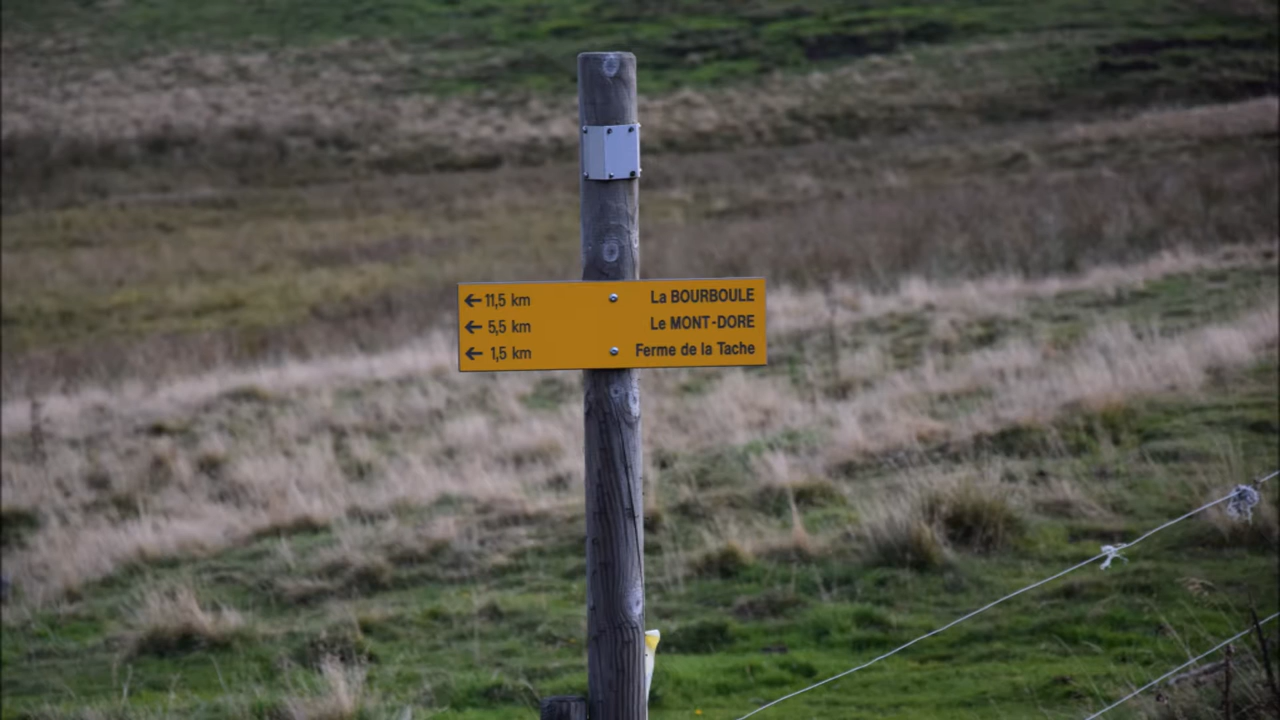 ← 11,5 km La BOURBOULE
← 5,5 km Le MONT-DORE
← 1,5 km Ferme de la Tache